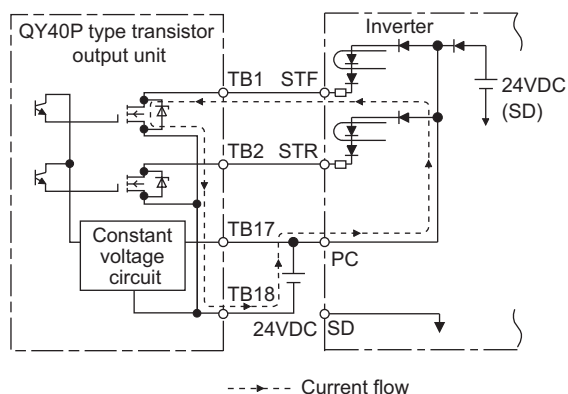 QY40P type transistor
output unit
Inverter
TB1 STF
24VDC
(SD)
TB2 STR
TB17
Constant
voltage
circuit
PC
TB18
24VDC SD
Current flow